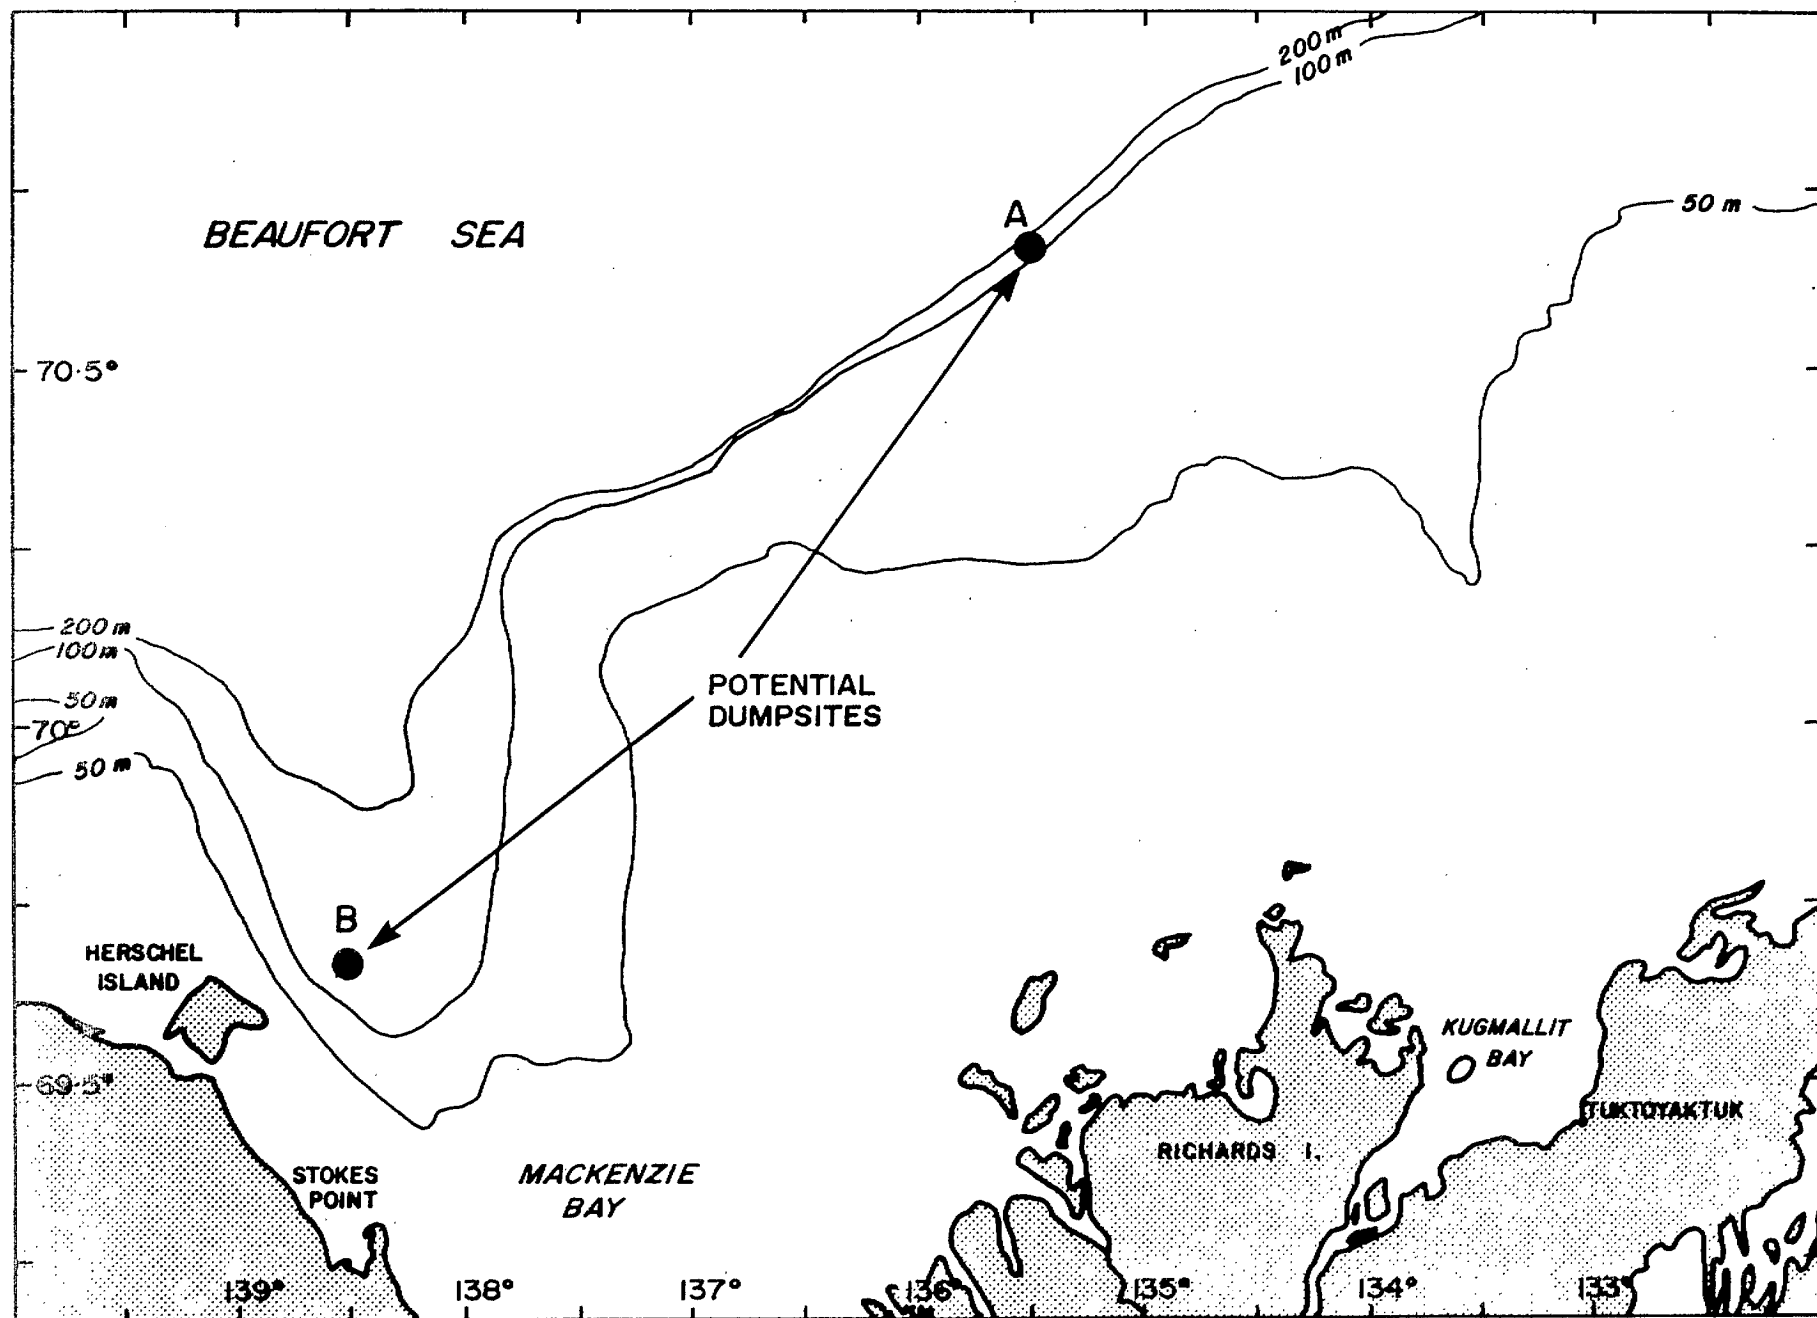 200 m
100 m
50 m
A
BEAUFORT SEA
70·5°
200 m
100 m
50 m
70°
50 m
POTENTIAL
DUMPSITES
B
HERSCHEL
ISLAND
69·5°
KUGMALLIT
BAY
TUKTOYAKTUK
RICHARDS I.
STOKES
POINT
MACKENZIE
BAY
139° 138° 137° 136° 135° 134° 133°